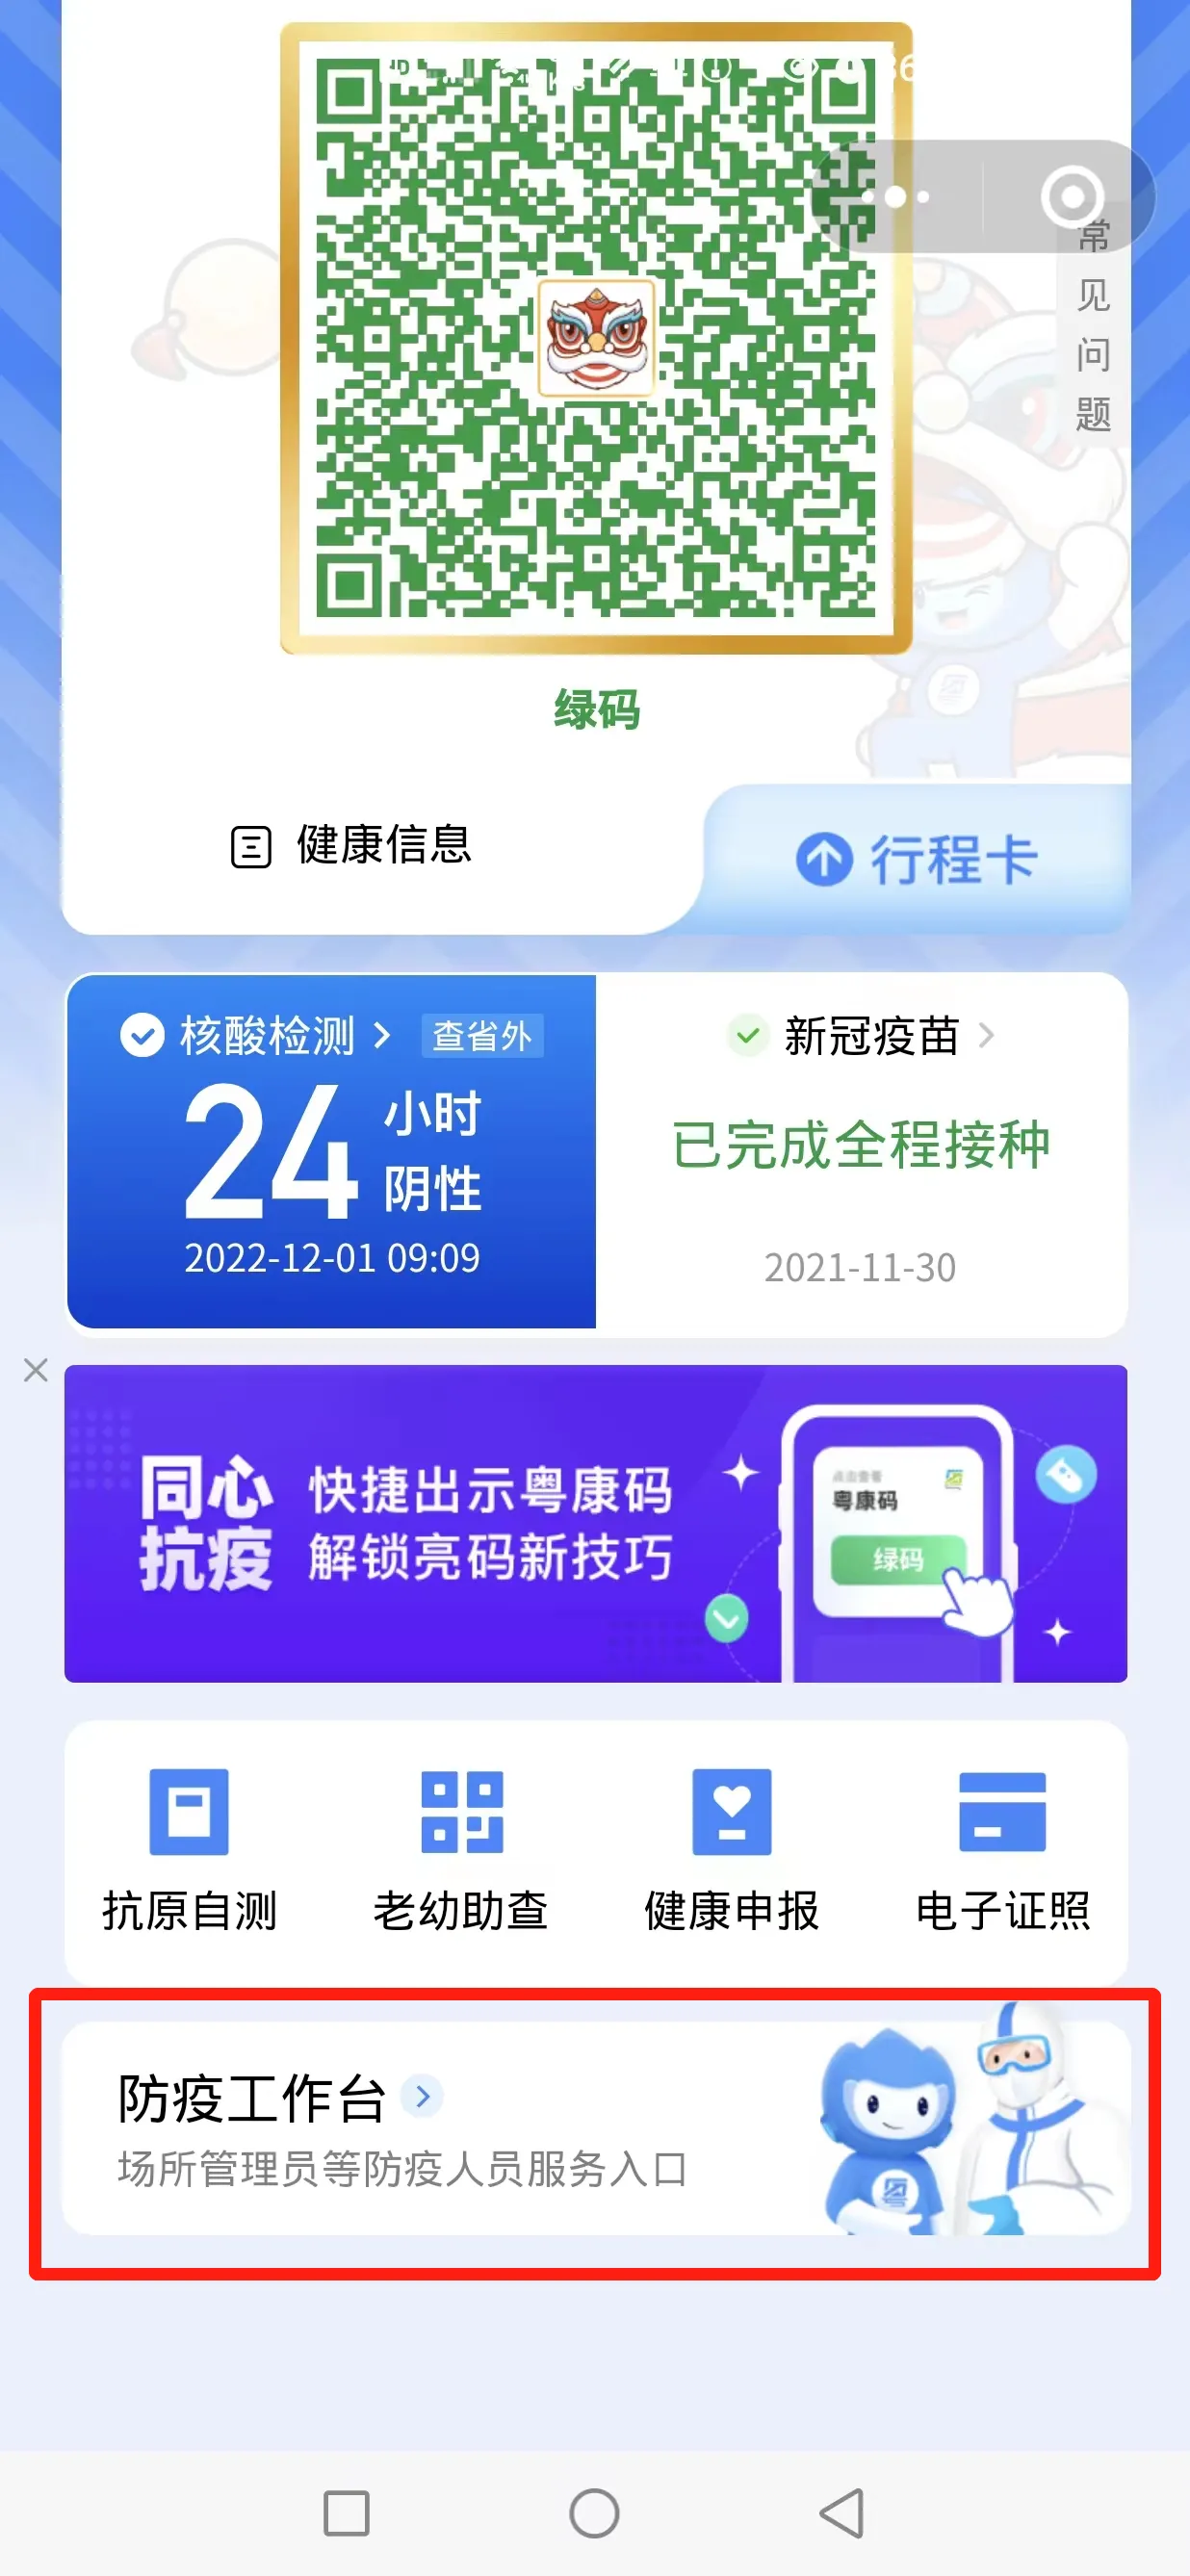 常
见
问
题
绿码
健康信息
行程卡
核酸检测
查省外
24
小时
阴性
2022-12-01 09:09
新冠疫苗
已完成全程接种
2021-11-30
同心
抗疫
快捷出示粤康码
解锁亮码新技巧
点击查看
粤康码
绿码
抗原自测
老幼助查
健康申报
电子证照
防疫工作台
场所管理员等防疫人员服务入口